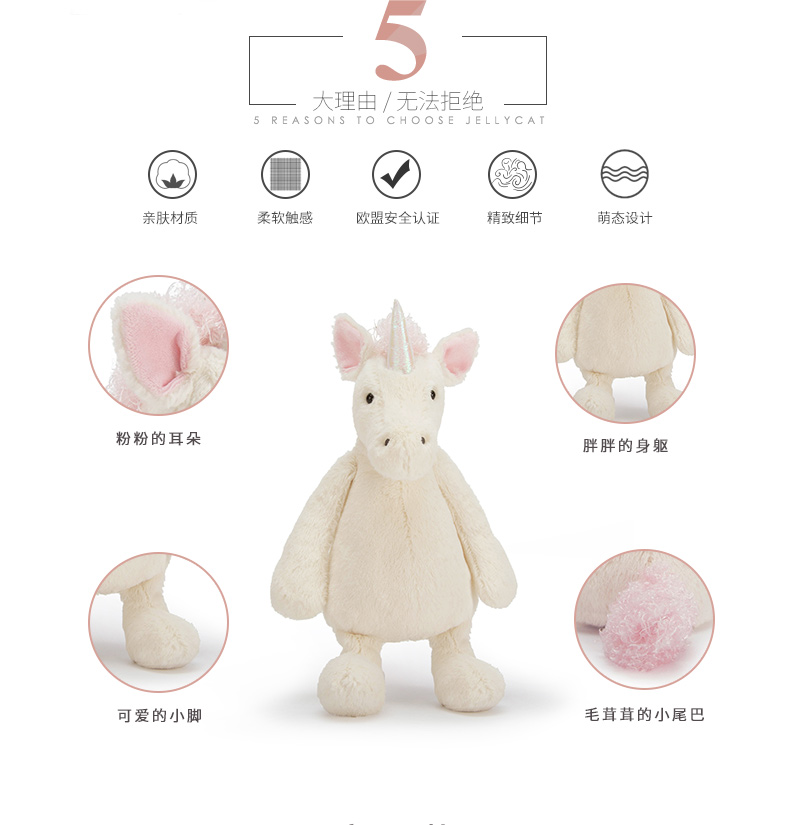 5
大理由 / 无法拒绝
5 REASONS TO CHOOSE JELLYCAT
亲肤材质
柔软触感
欧盟安全认证
精致细节
萌态设计
粉粉的耳朵
胖胖的身躯
可爱的小脚
毛茸茸的小尾巴